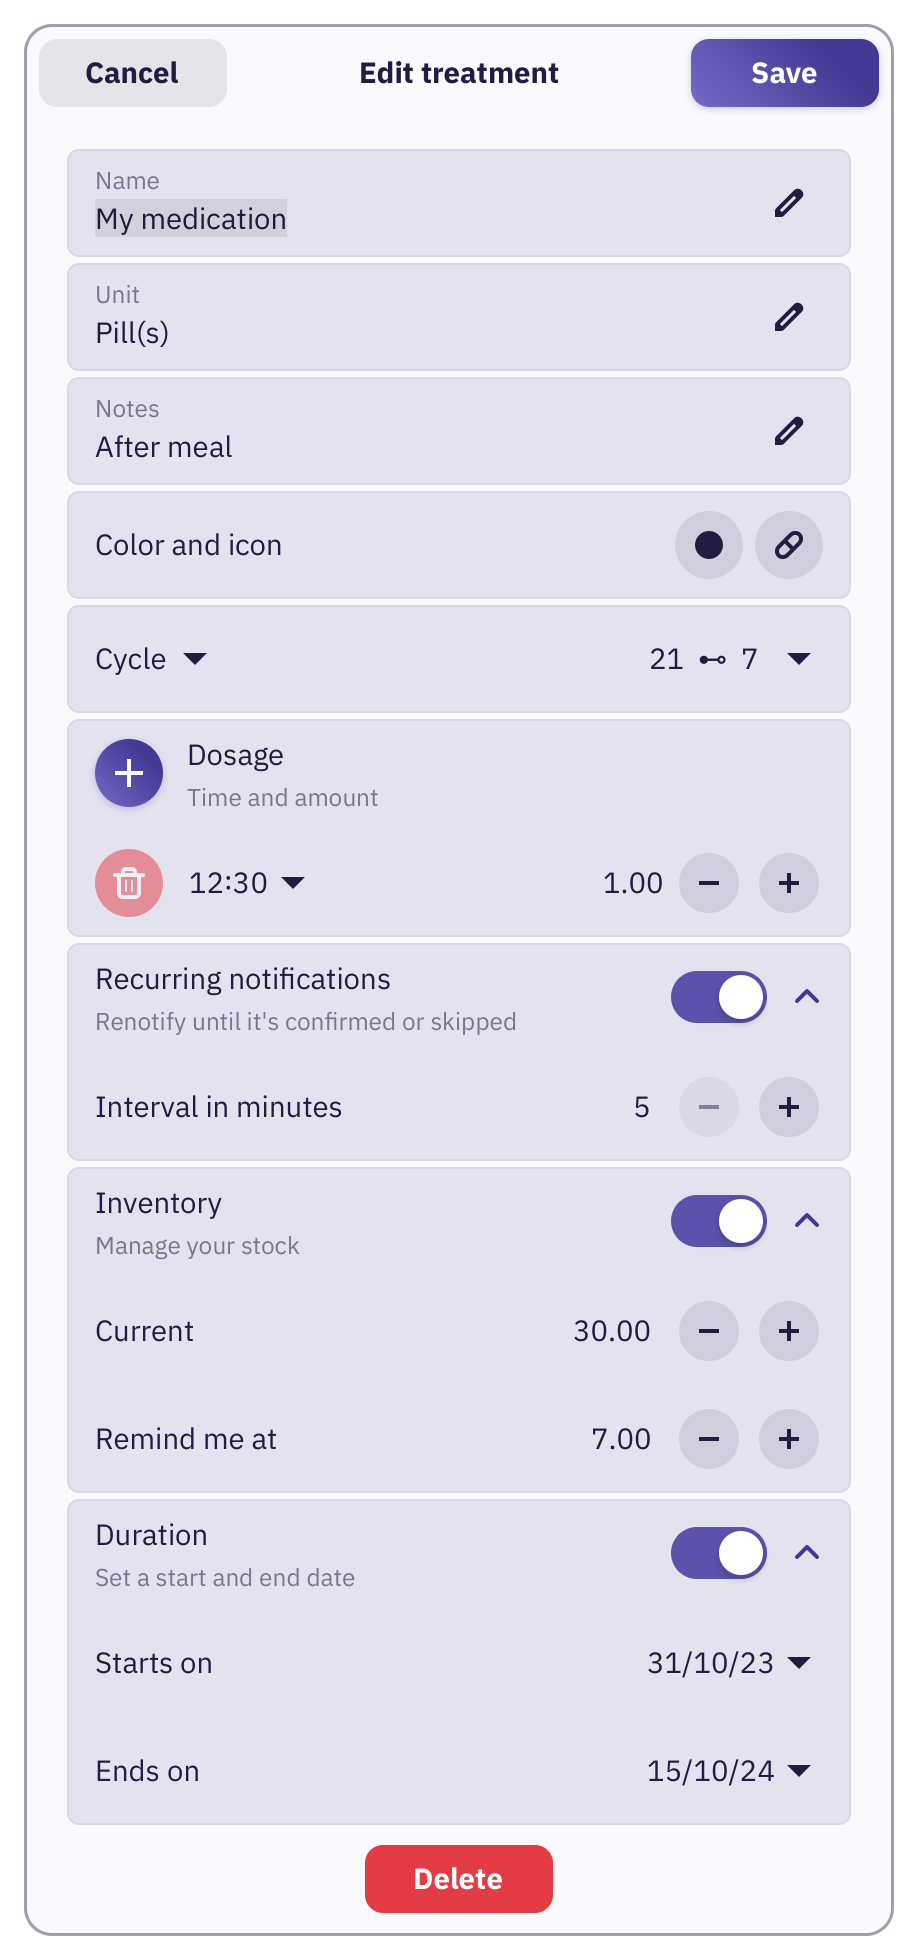 Cancel Edit treatment Save
Name
My medication
Unit
Pill(s)
Notes
After meal
Color and icon
Cycle 21 7
Dosage
Time and amount
12:30 1.00
Recurring notifications
Renotify until it's confirmed or skipped
Interval in minutes 5
Inventory
Manage your stock
Current 30.00
Remind me at 7.00
Duration
Set a start and end date
Starts on 31/10/23
Ends on 15/10/24
Delete